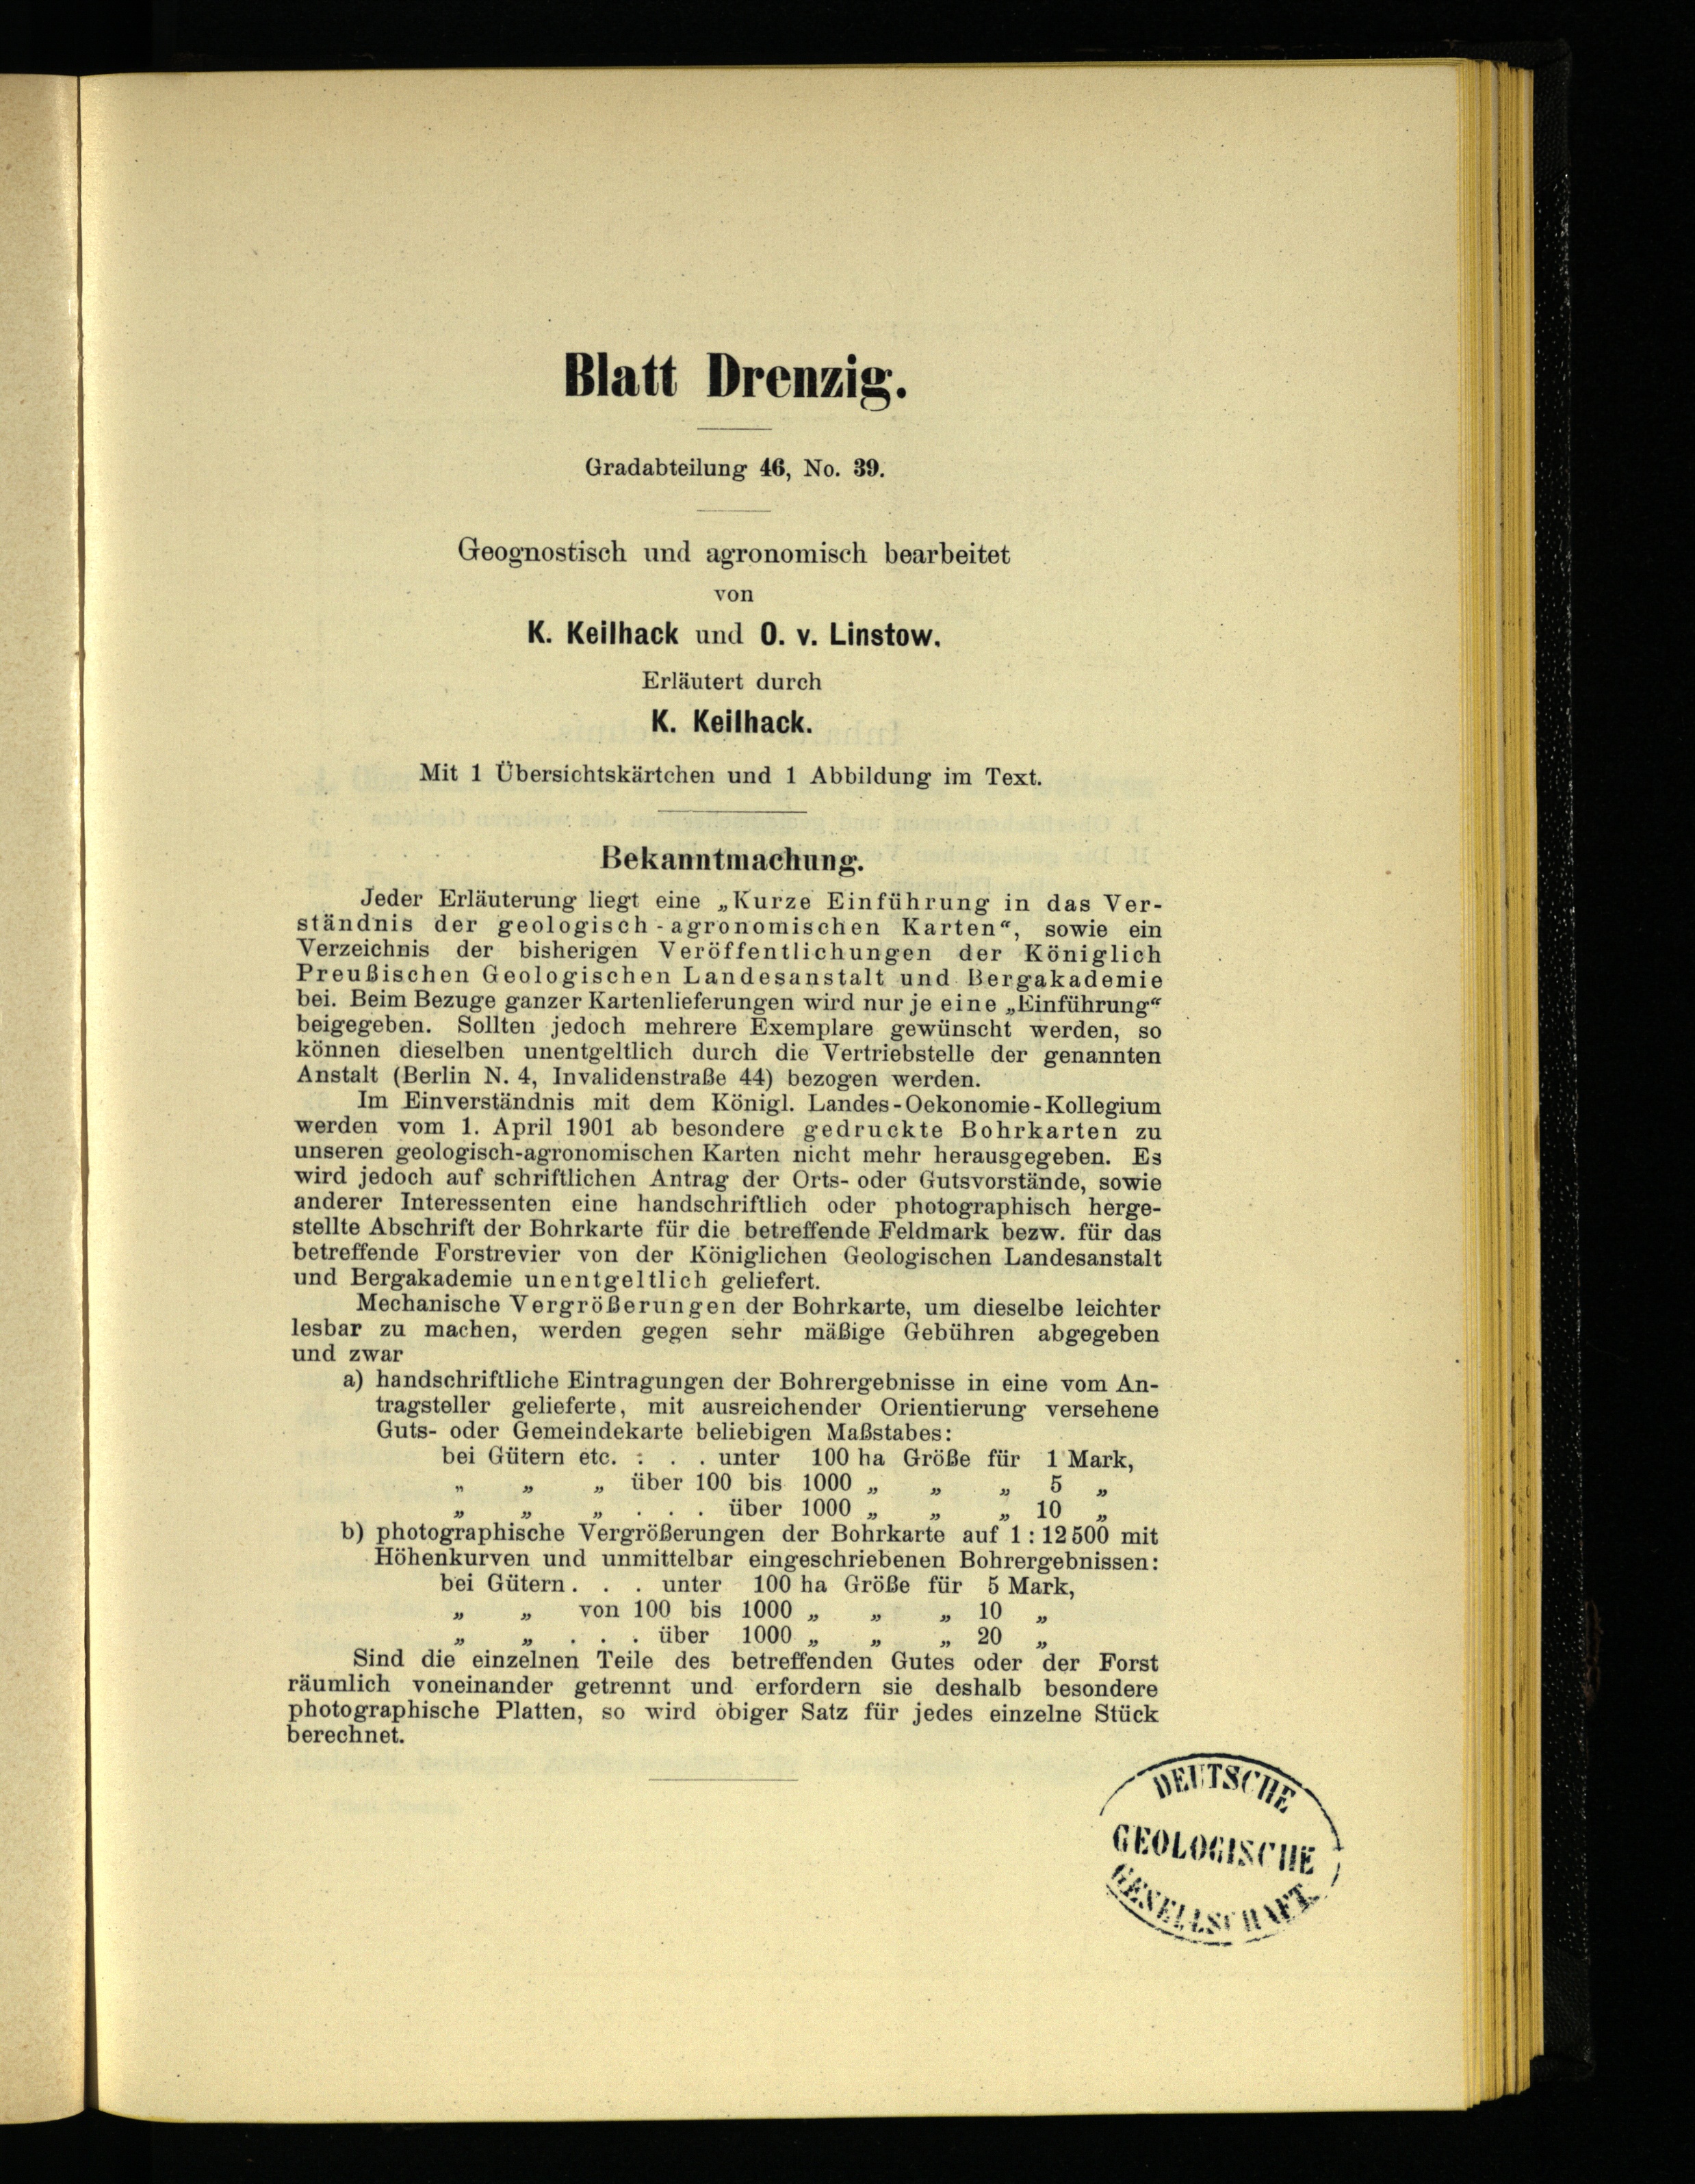 Blatt Drenzig.
Gradabteilung 46, No. 39.
Geognostisch und agronomisch bearbeitet
von
K. Keilhack und O. v. Linstow.
Erläutert durch
K. Keilhack.
Mit 1 Übersichtskärtchen und 1 Abbildung im Text.
Bekanntmachung.
Jeder Erläuterung liegt eine „Kurze Einführung in das Ver-
ständnis der geologisch-agronomischen Karten“, sowie ein
Verzeichnis der bisherigen Veröffentlichungen der Königlich
Preußischen Geologischen Landesanstalt und Bergakademie
bei. Beim Bezuge ganzer Kartenlieferungen wird nur je eine „Einführung“
beigegeben. Sollten jedoch mehrere Exemplare gewünscht werden, so
können dieselben unentgeltlich durch die Vertriebstelle der genannten
Anstalt (Berlin N. 4, Invalidenstraße 44) bezogen werden.
Im Einverständnis mit dem Königl. Landes-Oekonomie-Kollegium
werden vom 1. April 1901 ab besondere gedruckte Bohrkarten zu
unseren geologisch-agronomischen Karten nicht mehr herausgegeben. Es
wird jedoch auf schriftlichen Antrag der Orts- oder Gutsvorstände, sowie
anderer Interessenten eine handschriftlich oder photographisch herge-
stellte Abschrift der Bohrkarte für die betreffende Feldmark bezw. für das
betreffende Forstrevier von der Königlichen Geologischen Landesanstalt
und Bergakademie unentgeltlich geliefert.
Mechanische Vergrößerungen der Bohrkarte, um dieselbe leichter
lesbar zu machen, werden gegen sehr mäßige Gebühren abgegeben
und zwar
a) handschriftliche Eintragungen der Bohrergebnisse in eine vom An-
tragsteller gelieferte, mit ausreichender Orientierung versehene
Guts- oder Gemeindekarte beliebigen Maßstabes:
bei Gütern etc. . . . unter 100 ha Größe für 1 Mark,
„ „ „ über 100 bis 1000 „ „ „ 5 „
„ „ „ . . . über 1000 „ „ „ 10 „
b) photographische Vergrößerungen der Bohrkarte auf 1 : 12 500 mit
Höhenkurven und unmittelbar eingeschriebenen Bohrergebnissen:
bei Gütern . . . unter 100 ha Größe für 5 Mark,
„ „ von 100 bis 1000 „ „ „ 10 „
„ „ . . . über 1000 „ „ „ 20 „
Sind die einzelnen Teile des betreffenden Gutes oder der Forst
räumlich voneinander getrennt und erfordern sie deshalb besondere
photographische Platten, so wird obiger Satz für jedes einzelne Stück
berechnet.
DEUTSCHE
GEOLOGISCHE
GESELLSCHAFT.